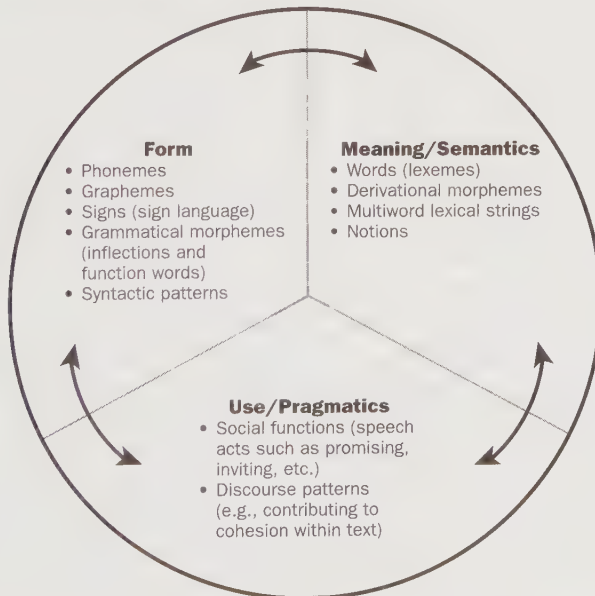 Form
• Phonemes
• Graphemes
• Signs (sign language)
• Grammatical morphemes
(inflections and
function words)
• Syntactic patterns
Meaning/Semantics
• Words (lexemes)
• Derivational morphemes
• Multiword lexical strings
• Notions
Use/Pragmatics
• Social functions (speech
acts such as promising,
inviting, etc.)
• Discourse patterns
(e.g., contributing to
cohesion within text)